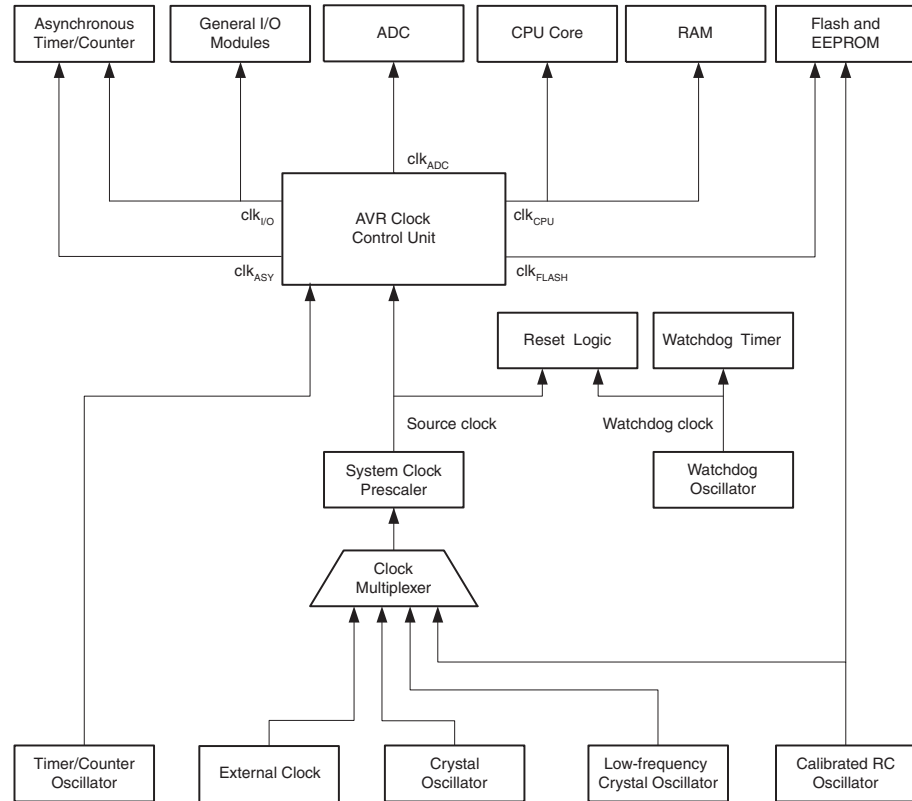 Asynchronous
Timer/Counter
General I/O
Modules
ADC
CPU Core
RAM
Flash and
EEPROM
clkADC
clkI/O
AVR Clock
Control Unit
clkCPU
clkASY
clkFLASH
Reset Logic
Watchdog Timer
Source clock
Watchdog clock
System Clock
Prescaler
Watchdog
Oscillator
Clock
Multiplexer
Timer/Counter
Oscillator
External Clock
Crystal
Oscillator
Low-frequency
Crystal Oscillator
Calibrated RC
Oscillator